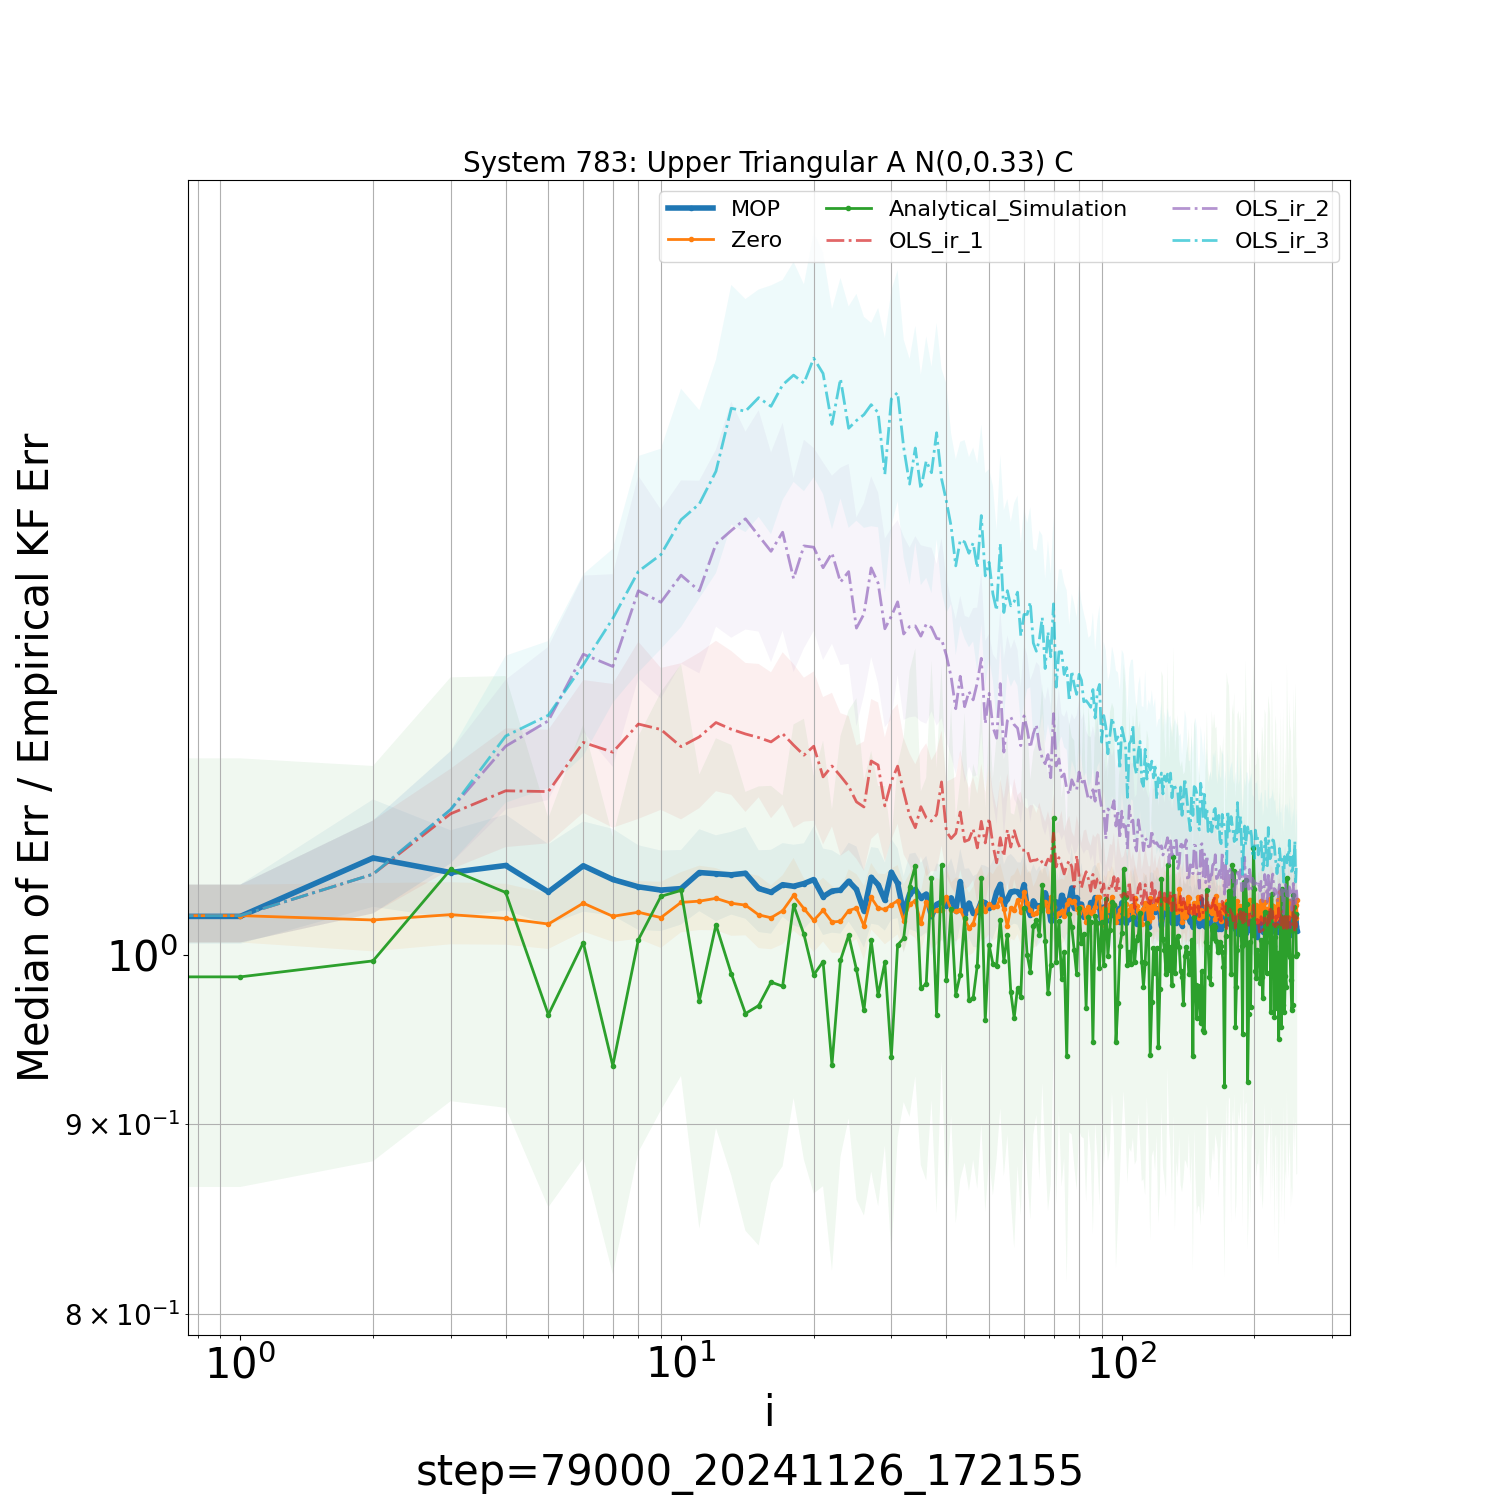 System 783: Upper Triangular A N(0,0.33) C
MOP
Zero
Analytical_Simulation
OLS_ir_1
OLS_ir_2
OLS_ir_3
Median of Err / Empirical KF Err
10⁰
9 × 10⁻¹
8 × 10⁻¹
10⁰ 10¹ 10²
i
step=79000_20241126_172155